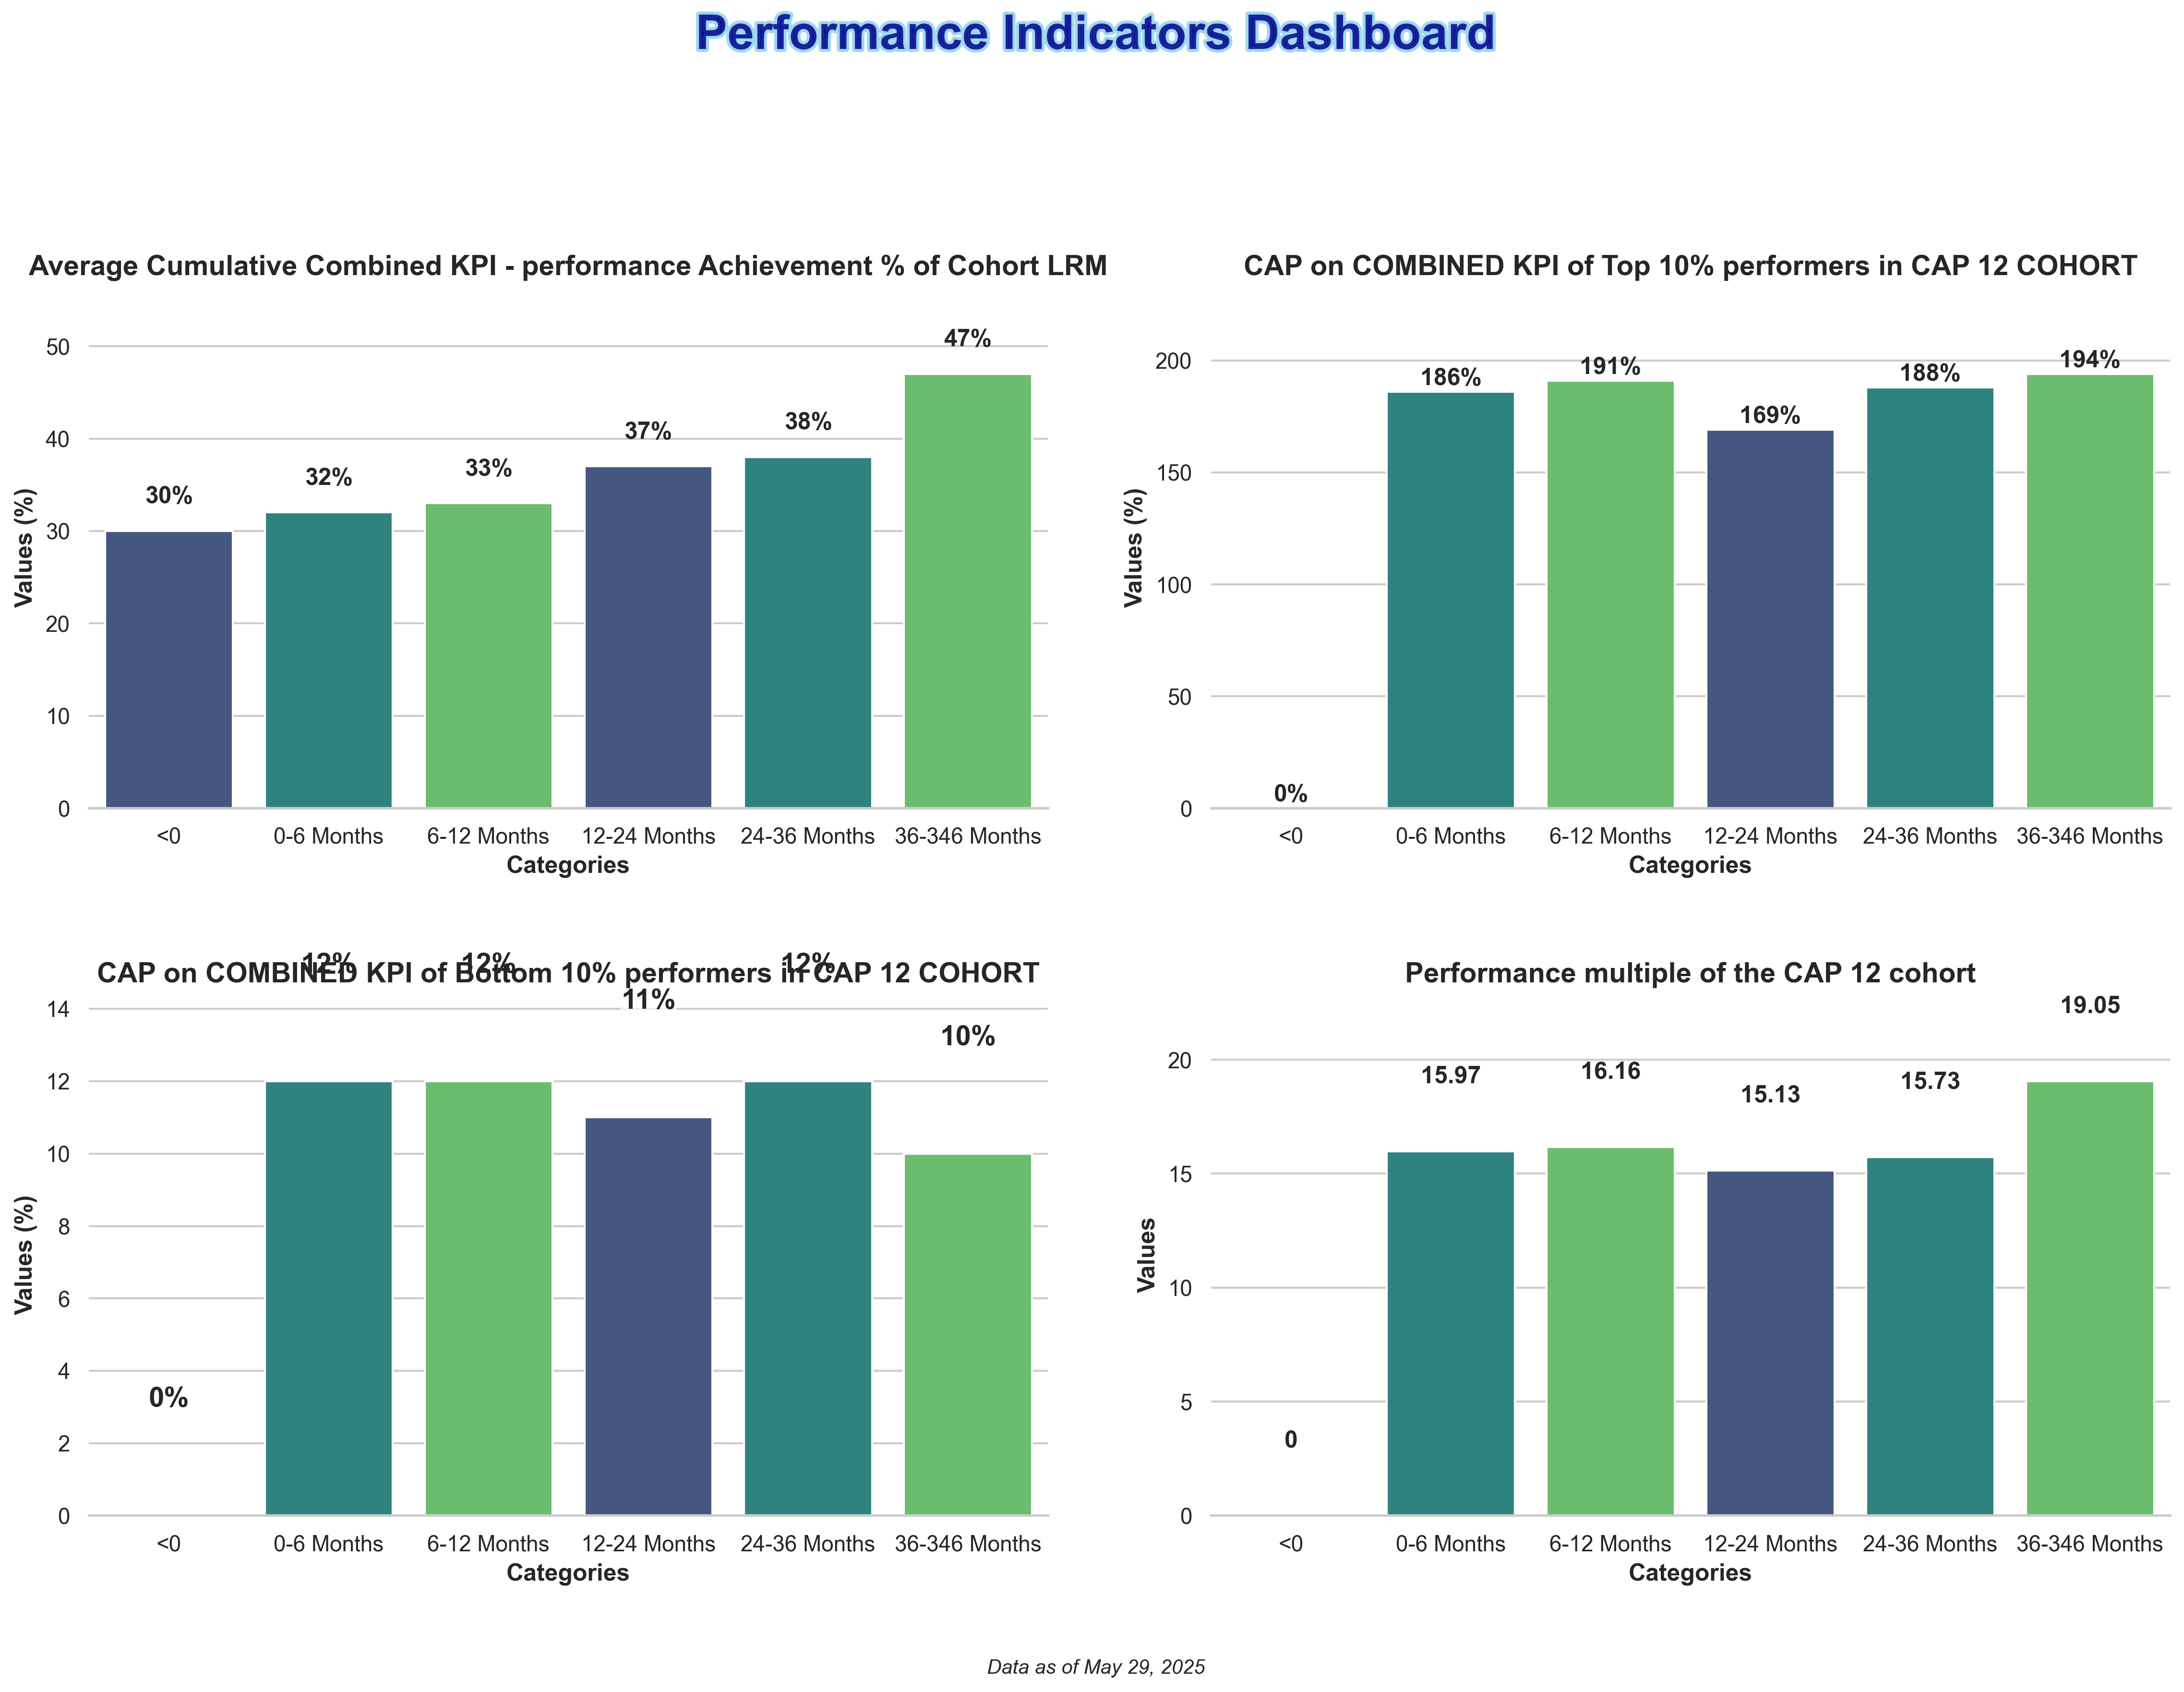 Performance Indicators Dashboard
Average Cumulative Combined KPI - performance Achievement % of Cohort LRM
Values (%)
50
40
30
20
10
0
30%
32%
33%
37%
38%
47%
<0
0-6 Months
6-12 Months
12-24 Months
24-36 Months
36-346 Months
Categories
CAP on COMBINED KPI of Top 10% performers in CAP 12 COHORT
Values (%)
200
150
100
50
0
0%
186%
191%
169%
188%
194%
<0
0-6 Months
6-12 Months
12-24 Months
24-36 Months
36-346 Months
Categories
CAP on COMBINED KPI of Bottom 10% performers in CAP 12 COHORT
Values (%)
14
12
10
8
6
4
2
0
0%
12%
12%
11%
12%
10%
<0
0-6 Months
6-12 Months
12-24 Months
24-36 Months
36-346 Months
Categories
Performance multiple of the CAP 12 cohort
Values
20
15
10
5
0
0
15.97
16.16
15.13
15.73
19.05
<0
0-6 Months
6-12 Months
12-24 Months
24-36 Months
36-346 Months
Categories
Data as of May 29, 2025